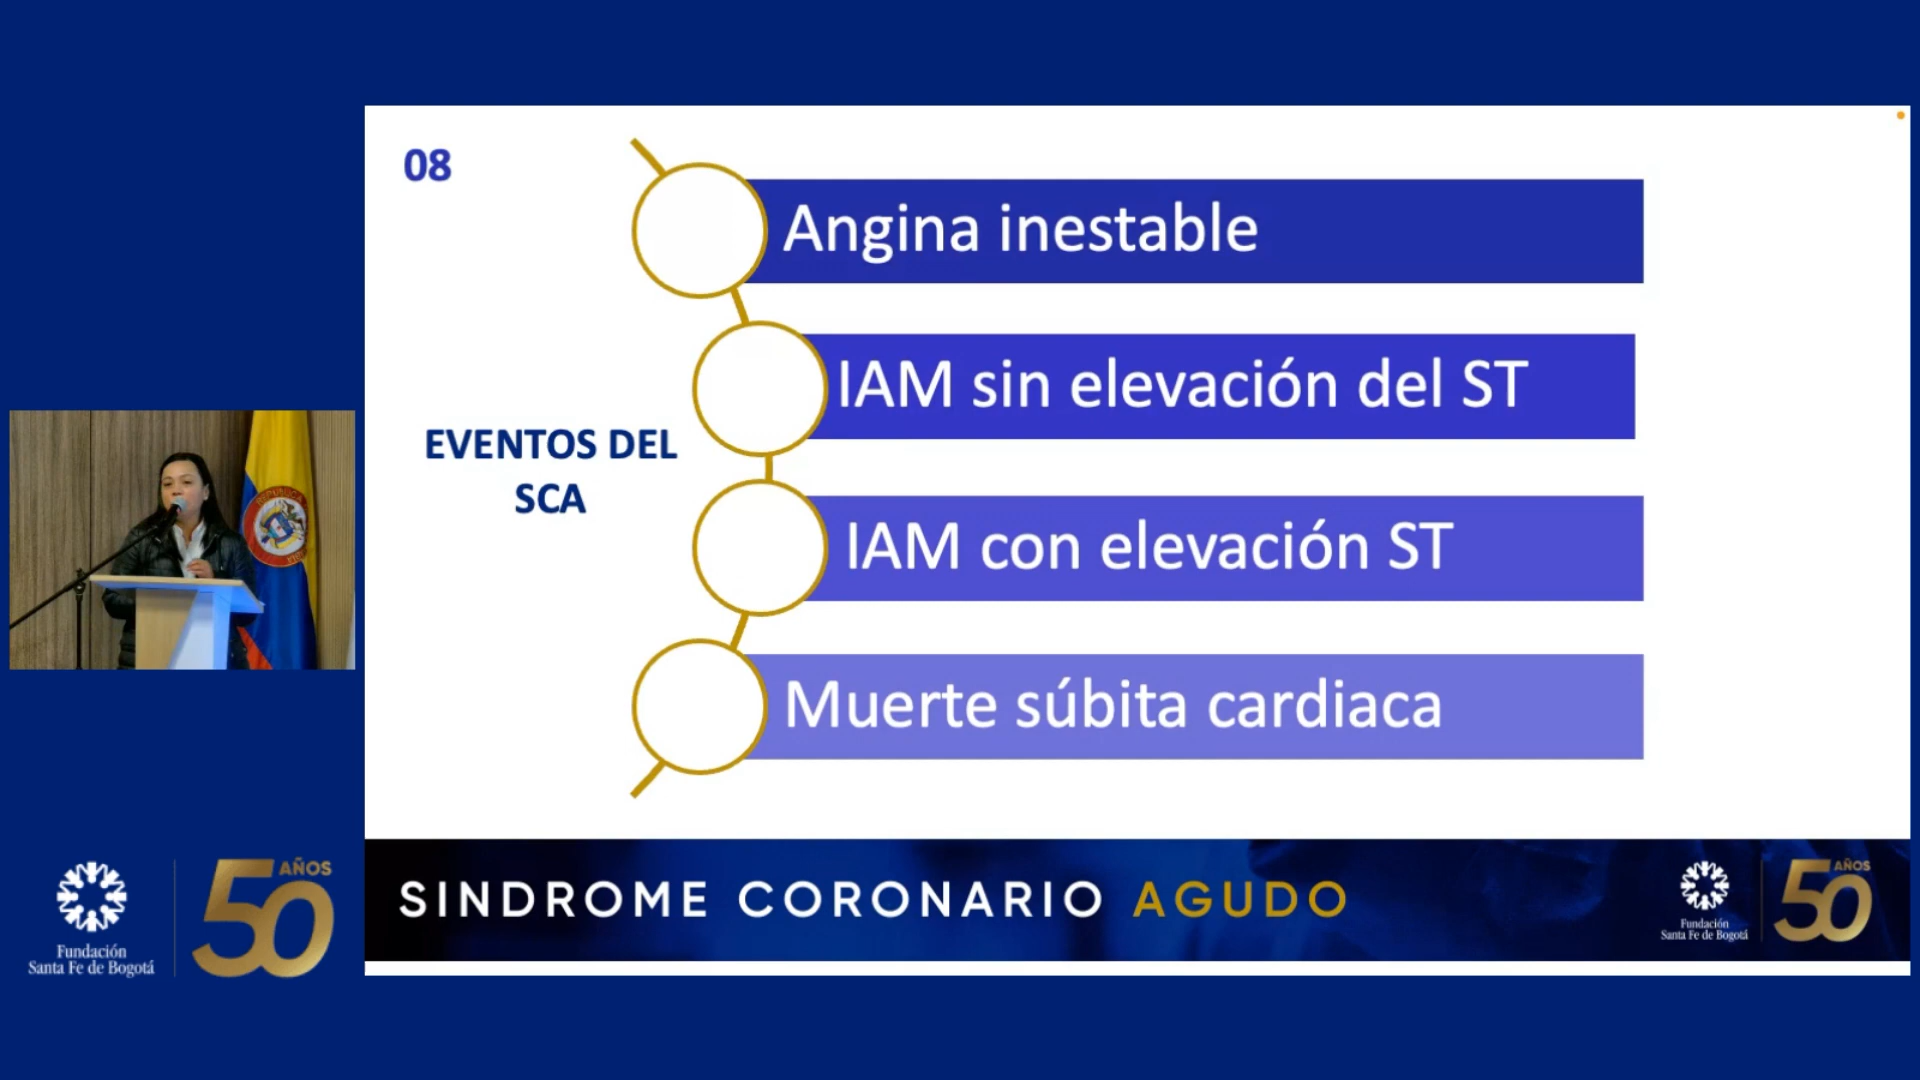 08
Angina inestable
IAM sin elevación del ST
EVENTOS DEL
SCA
IAM con elevación ST
Muerte súbita cardiaca
SINDROME CORONARIO AGUDO
Fundación
Santa Fe de Bogotá
50 AÑOS
Fundación
Santa Fe de Bogotá
50 AÑOS